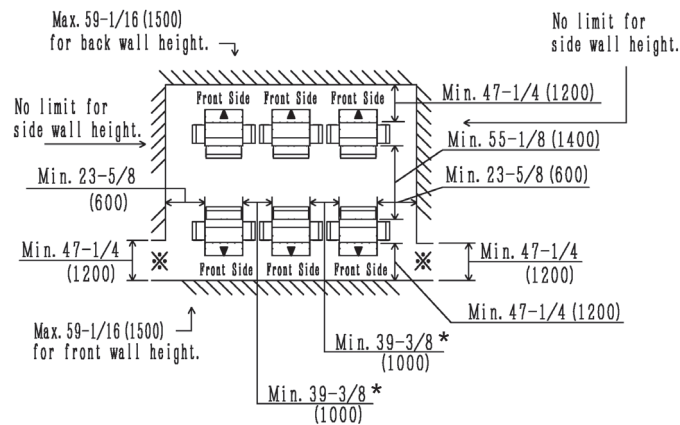 Max. 59-1/16 (1500)
for back wall height.
No limit for
side wall height.
No limit for
side wall height.
Front Side Front Side Front Side
Min. 47-1/4 (1200)
Min. 55-1/8 (1400)
Min. 23-5/8
(600)
Min. 23-5/8 (600)
Min. 47-1/4
(1200)
※
Front Side Front Side Front Side
※
Min. 47-1/4
(1200)
Min. 47-1/4 (1200)
Max. 59-1/16 (1500)
for front wall height.
Min. 39-3/8 *
(1000)
Min. 39-3/8 *
(1000)